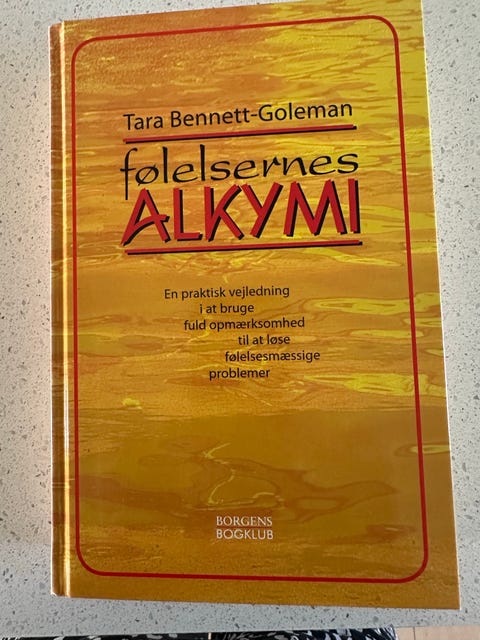 Tara Bennett-Goleman
følelsernes
ALKYMI
En praktisk vejledning
i at bruge
fuld opmærksomhed
til at løse
følelsesmæssige
problemer
BORGENS
BOGKLUB